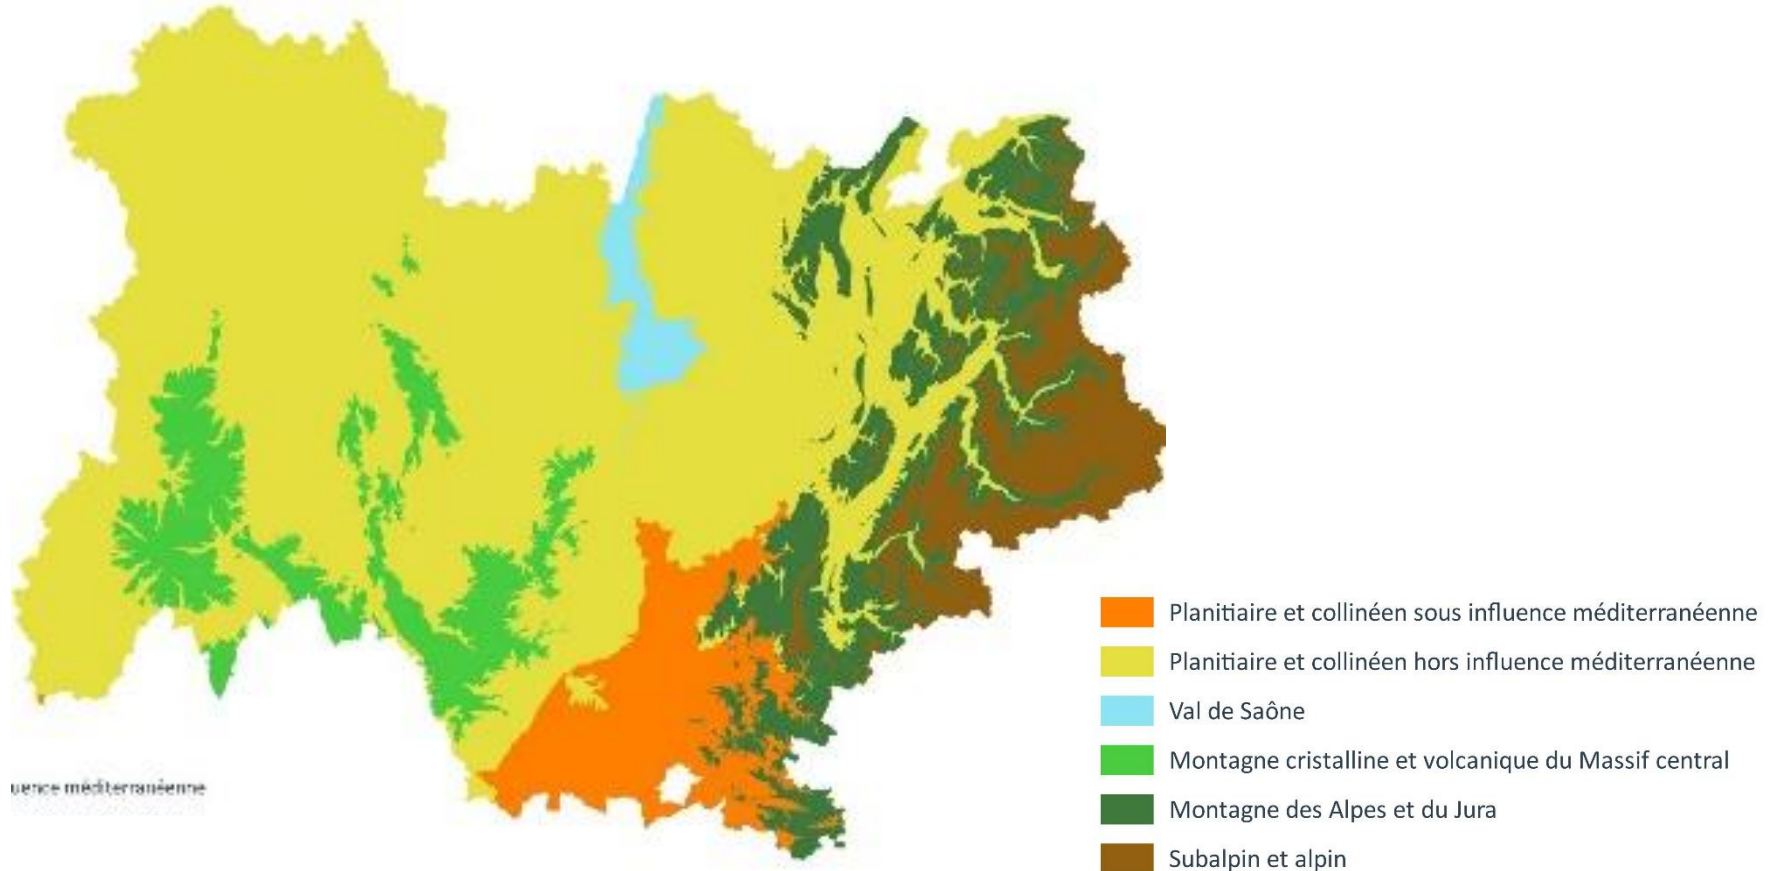 Planitiaire et collinéen sous influence méditerranéenne
Planitiaire et collinéen hors influence méditerranéenne
Val de Saône
Montagne cristalline et volcanique du Massif central
uence méditerranéenne
Montagne des Alpes et du Jura
Subalpin et alpin